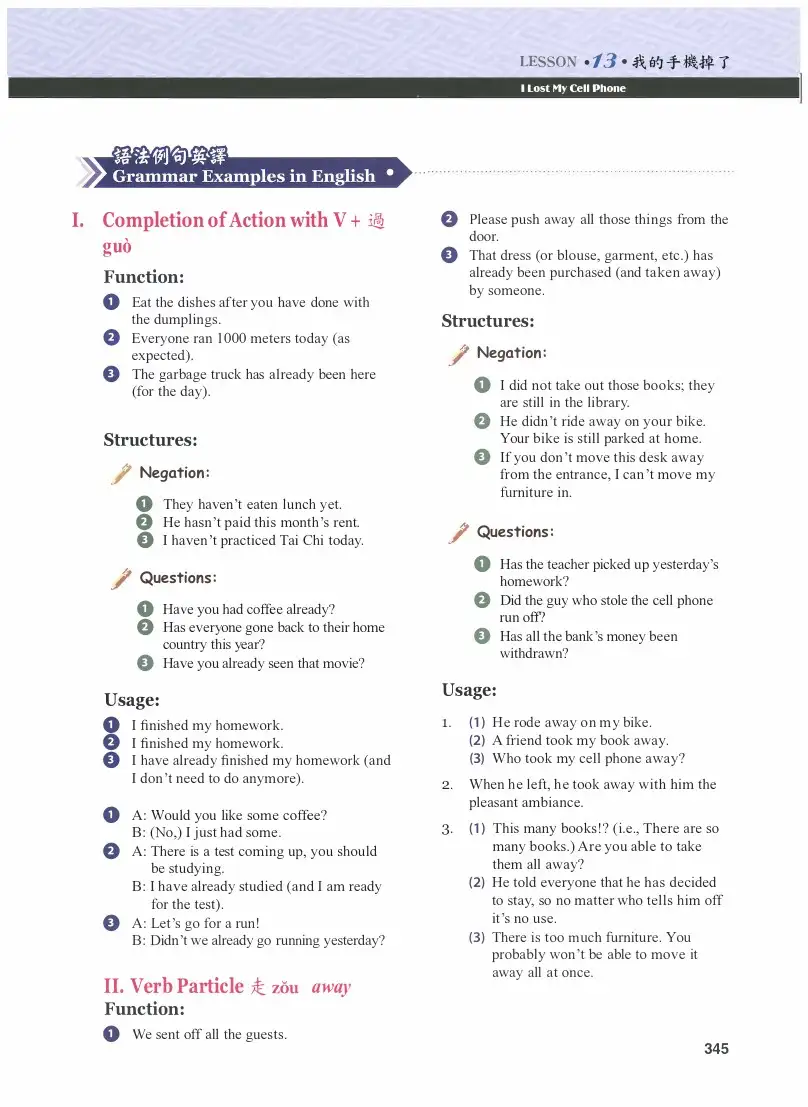 LESSON •13• 我的手機掉了
I Lost My Cell Phone
語法例句英譯
Grammar Examples in English •
I. Completion of Action with V + 過
guò
Function:
1 Eat the dishes after you have done with
the dumplings.
2 Everyone ran 1000 meters today (as
expected).
3 The garbage truck has already been here
(for the day).
Structures:
Negation:
1 They haven't eaten lunch yet.
2 He hasn't paid this month's rent.
3 I haven't practiced Tai Chi today.
Questions:
1 Have you had coffee already?
2 Has everyone gone back to their home
country this year?
3 Have you already seen that movie?
Usage:
1 I finished my homework.
2 I finished my homework.
3 I have already finished my homework (and
I don't need to do anymore).
1 A: Would you like some coffee?
B: (No,) I just had some.
2 A: There is a test coming up, you should
be studying.
B: I have already studied (and I am ready
for the test).
3 A: Let's go for a run!
B: Didn't we already go running yesterday?
II. Verb Particle 走 zǒu away
Function:
1 We sent off all the guests.
2 Please push away all those things from the
door.
3 That dress (or blouse, garment, etc.) has
already been purchased (and taken away)
by someone.
Structures:
Negation:
1 I did not take out those books; they
are still in the library.
2 He didn't ride away on your bike.
Your bike is still parked at home.
3 If you don't move this desk away
from the entrance, I can't move my
furniture in.
Questions:
1 Has the teacher picked up yesterday's
homework?
2 Did the guy who stole the cell phone
run off?
3 Has all the bank's money been
withdrawn?
Usage:
1. (1) He rode away on my bike.
(2) A friend took my book away.
(3) Who took my cell phone away?
2. When he left, he took away with him the
pleasant ambiance.
3. (1) This many books!? (i.e., There are so
many books.) Are you able to take
them all away?
(2) He told everyone that he has decided
to stay, so no matter who tells him off
it's no use.
(3) There is too much furniture. You
probably won't be able to move it
away all at once.
345